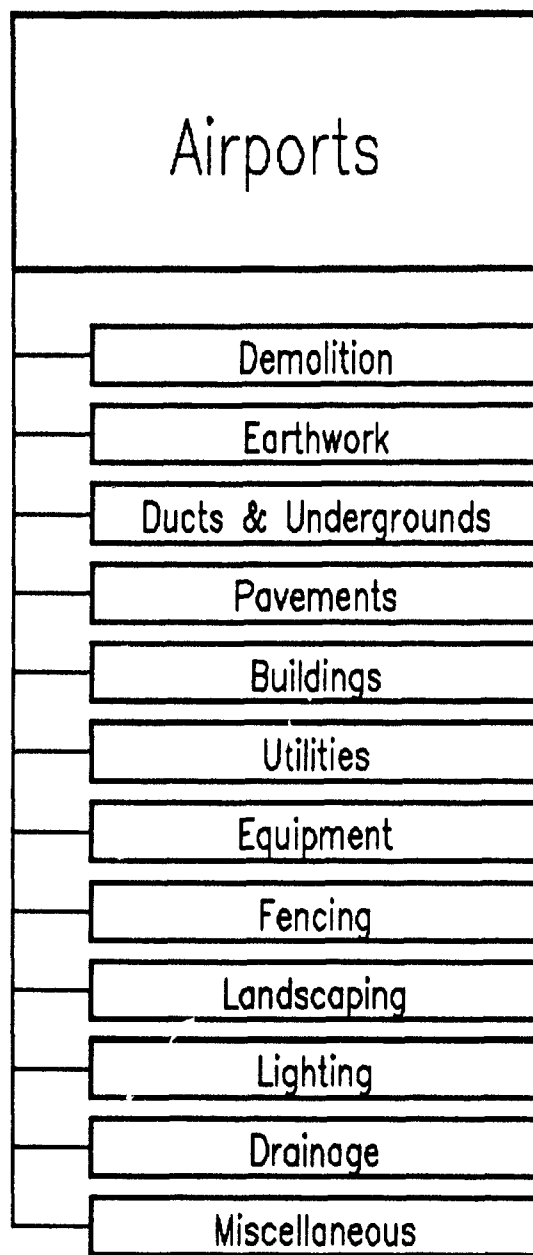 Airports
Demolition
Earthwork
Ducts & Undergrounds
Pavements
Buildings
Utilities
Equipment
Fencing
Landscaping
Lighting
Drainage
Miscellaneous